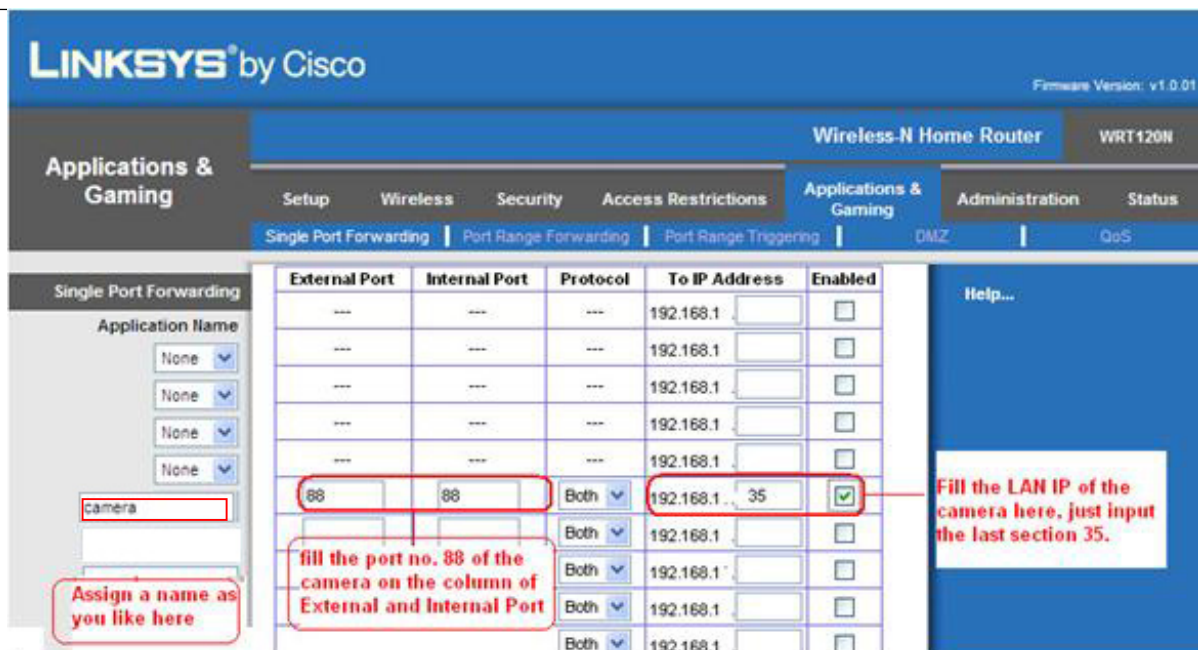 LINKSYS® by Cisco
Firmware Version: v1.0.01
Applications & Gaming
Wireless-N Home Router WRT120N
Setup Wireless Security Access Restrictions Applications & Gaming Administration Status
Single Port Forwarding Port Range Forwarding Port Range Triggering DMZ QoS
Single Port Forwarding
Application Name
None
None
None
None
camera
Assign a name as
you like here
External Port Internal Port Protocol To IP Address Enabled
--- --- --- 192.168.1 .
--- --- --- 192.168.1
--- --- --- 192.168.1 .
--- --- --- 192.168.1 .
--- --- --- 192.168.1 .
88 88 Both 192.168.1 . 35
Both 192.168.1 .
Both 192.168.1 .
Both 192.168.1 .
Both 192.168.1
fill the port no. 88 of the
camera on the column of
External and Internal Port
Help...
Fill the LAN IP of the
camera here, just input
the last section 35.